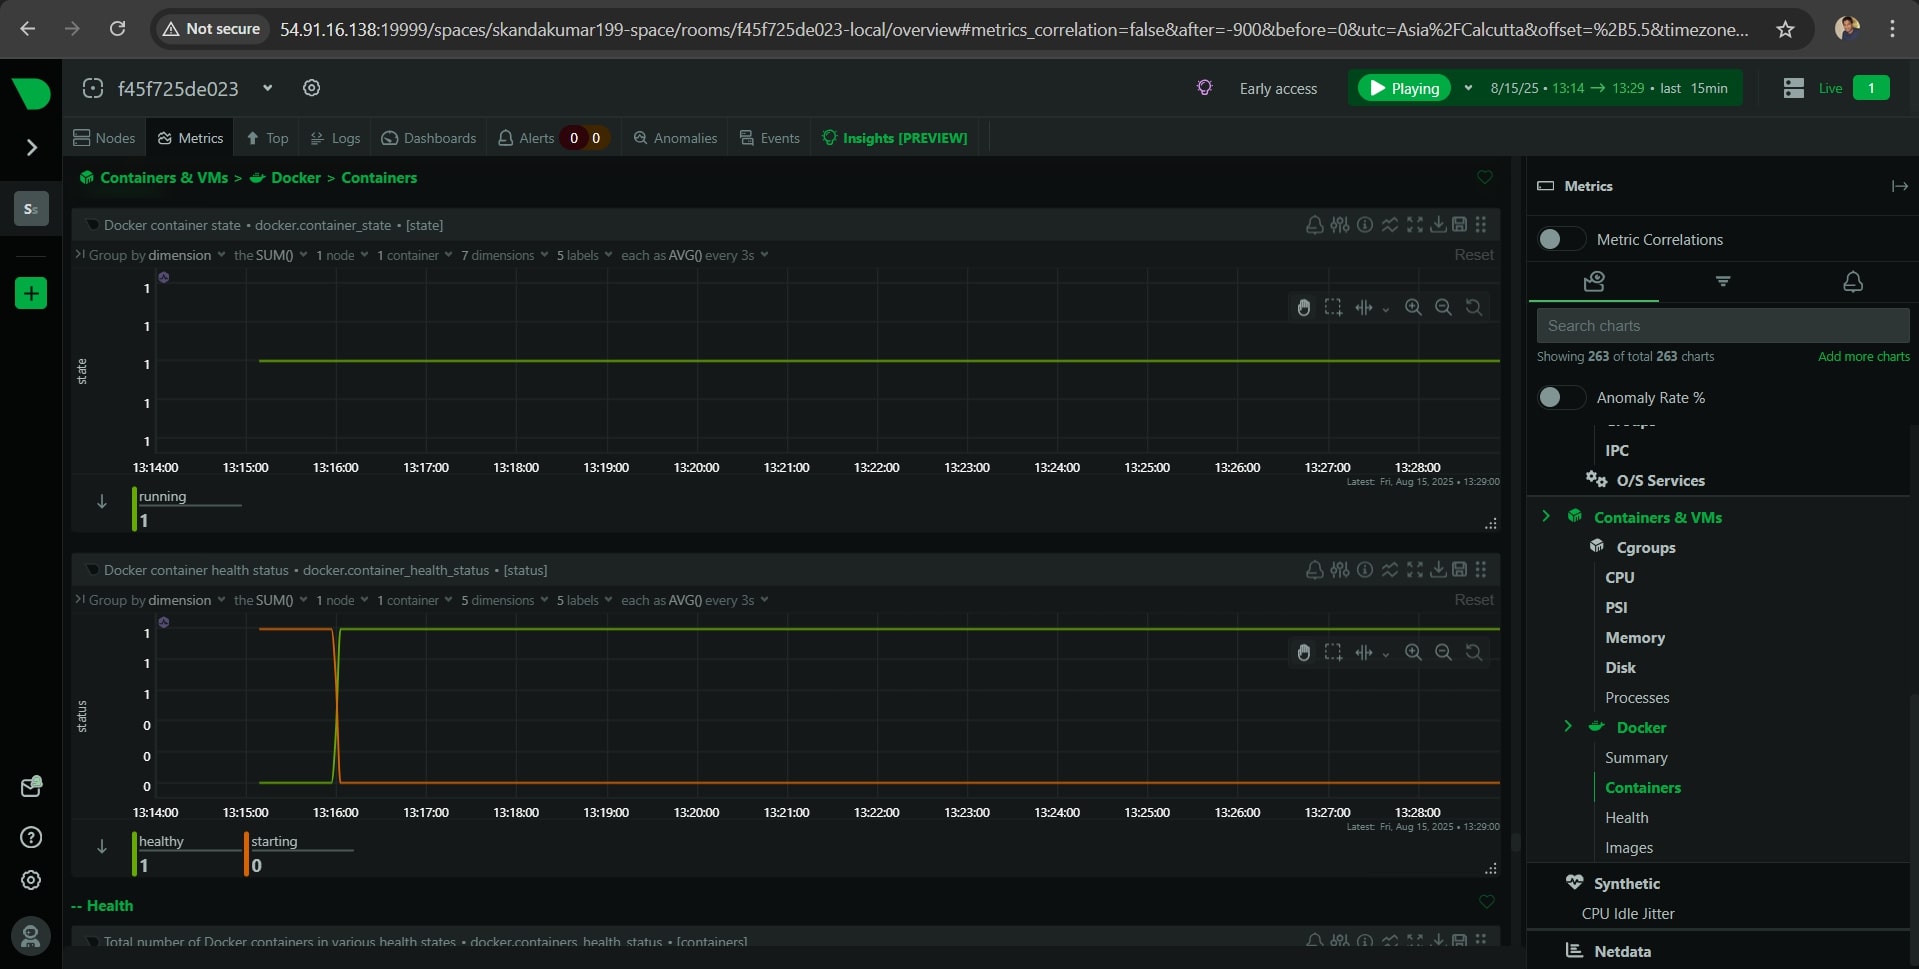 Not secure 54.91.16.138:19999/spaces/skandakumar199-space/rooms/f45f725de023-local/overview#metrics_correlation=false&after=-900&before=0&utc=Asia%2FCalcutta&offset=%2B5.5&timezone...
f45f725de023 Early access Playing 8/15/25 • 13:14 → 13:29 • last 15min Live 1
Nodes Metrics Top Logs Dashboards Alerts 0 0 Anomalies Events Insights [PREVIEW]
Ss
Containers & VMs > Docker > Containers
Docker container state • docker.container_state • [state]
Group by dimension the SUM() 1 node 1 container 7 dimensions 5 labels each as AVG() every 3s Reset
state
1
1
1
1
1
13:14:00 13:15:00 13:16:00 13:17:00 13:18:00 13:19:00 13:20:00 13:21:00 13:22:00 13:23:00 13:24:00 13:25:00 13:26:00 13:27:00 13:28:00
Latest: Fri, Aug 15, 2025 • 13:29:00
running
1
Docker container health status • docker.container_health_status • [status]
Group by dimension the SUM() 1 node 1 container 5 dimensions 5 labels each as AVG() every 3s Reset
status
1
1
1
0
0
0
13:14:00 13:15:00 13:16:00 13:17:00 13:18:00 13:19:00 13:20:00 13:21:00 13:22:00 13:23:00 13:24:00 13:25:00 13:26:00 13:27:00 13:28:00
Latest: Fri, Aug 15, 2025 • 13:29:00
healthy starting
1 0
-- Health
Total number of Docker containers in various health states • docker.containers_health_status • [containers]
Metrics
Metric Correlations
Search charts
Showing 263 of total 263 charts Add more charts
Anomaly Rate %
IPC
O/S Services
Containers & VMs
Cgroups
CPU
PSI
Memory
Disk
Processes
Docker
Summary
Containers
Health
Images
Synthetic
CPU Idle Jitter
Netdata